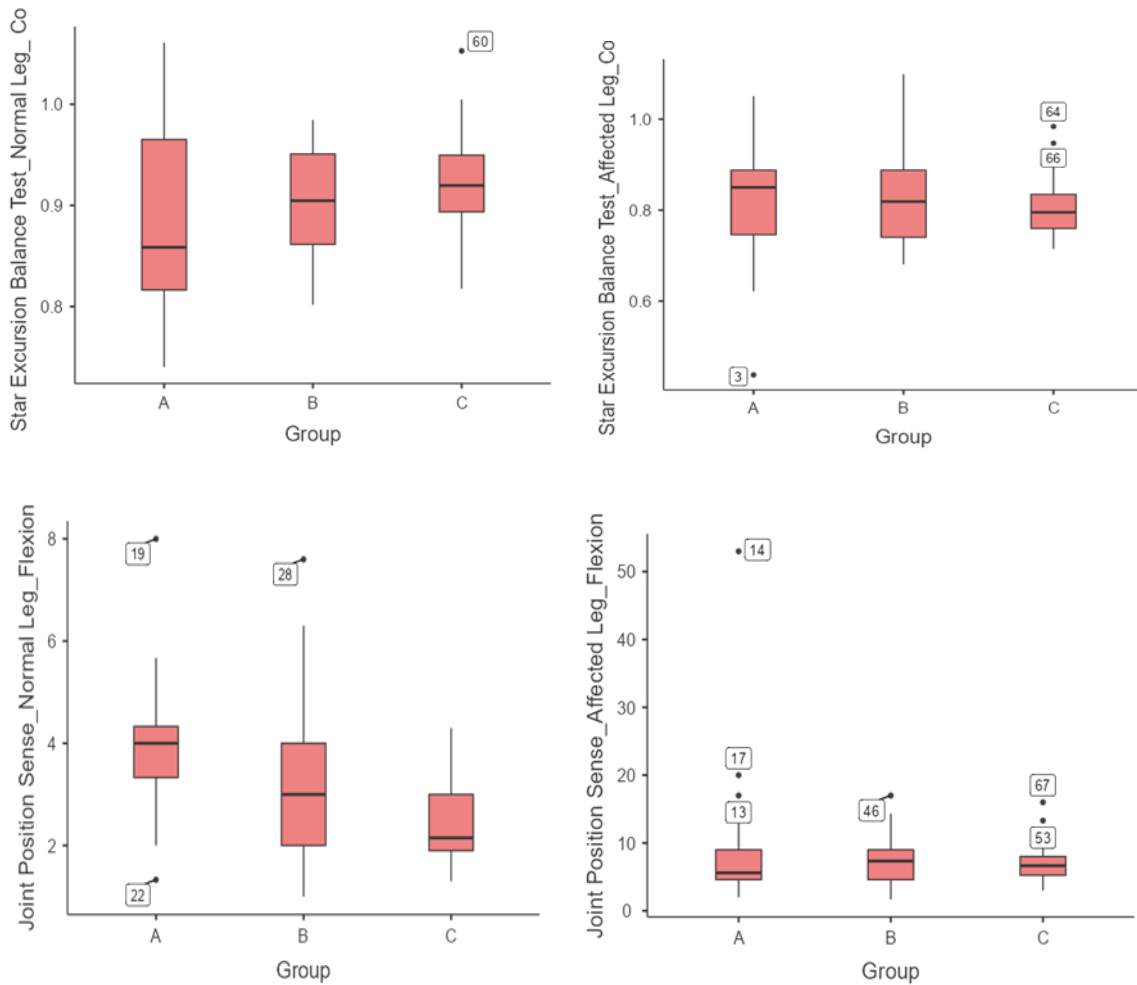 Star Excursion Balance Test_Normal Leg_ Co
1.0
0.9
0.8
60
A B C
Group
Star Excursion Balance Test_Affected Leg_Co
1.0
0.8
0.6
64
66
3
A B C
Group
Joint Position Sense_Normal Leg_Flexion
8
6
4
2
19
28
22
A B C
Group
Joint Position Sense_Affected Leg_Flexion
50
40
30
20
10
0
14
17
13
46
67
53
A B C
Group